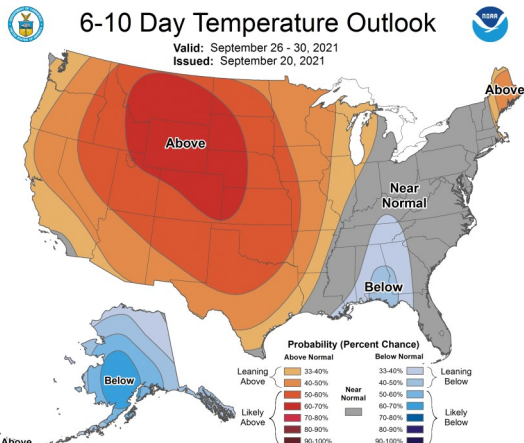 6-10 Day Temperature Outlook
NOAA
Valid: September 26 - 30, 2021
Issued: September 20, 2021
Above
Above
Near
Normal
Below
Below
Above
Probability (Percent Chance)
Above Normal
Below Normal
Leaning
Above
33-40%
40-50%
Likely
Above
50-60%
60-70%
70-80%
80-90%
90-100%
Near
Normal
33-40%
40-50%
Leaning
Below
50-60%
60-70%
70-80%
80-90%
90-100%
Likely
Below